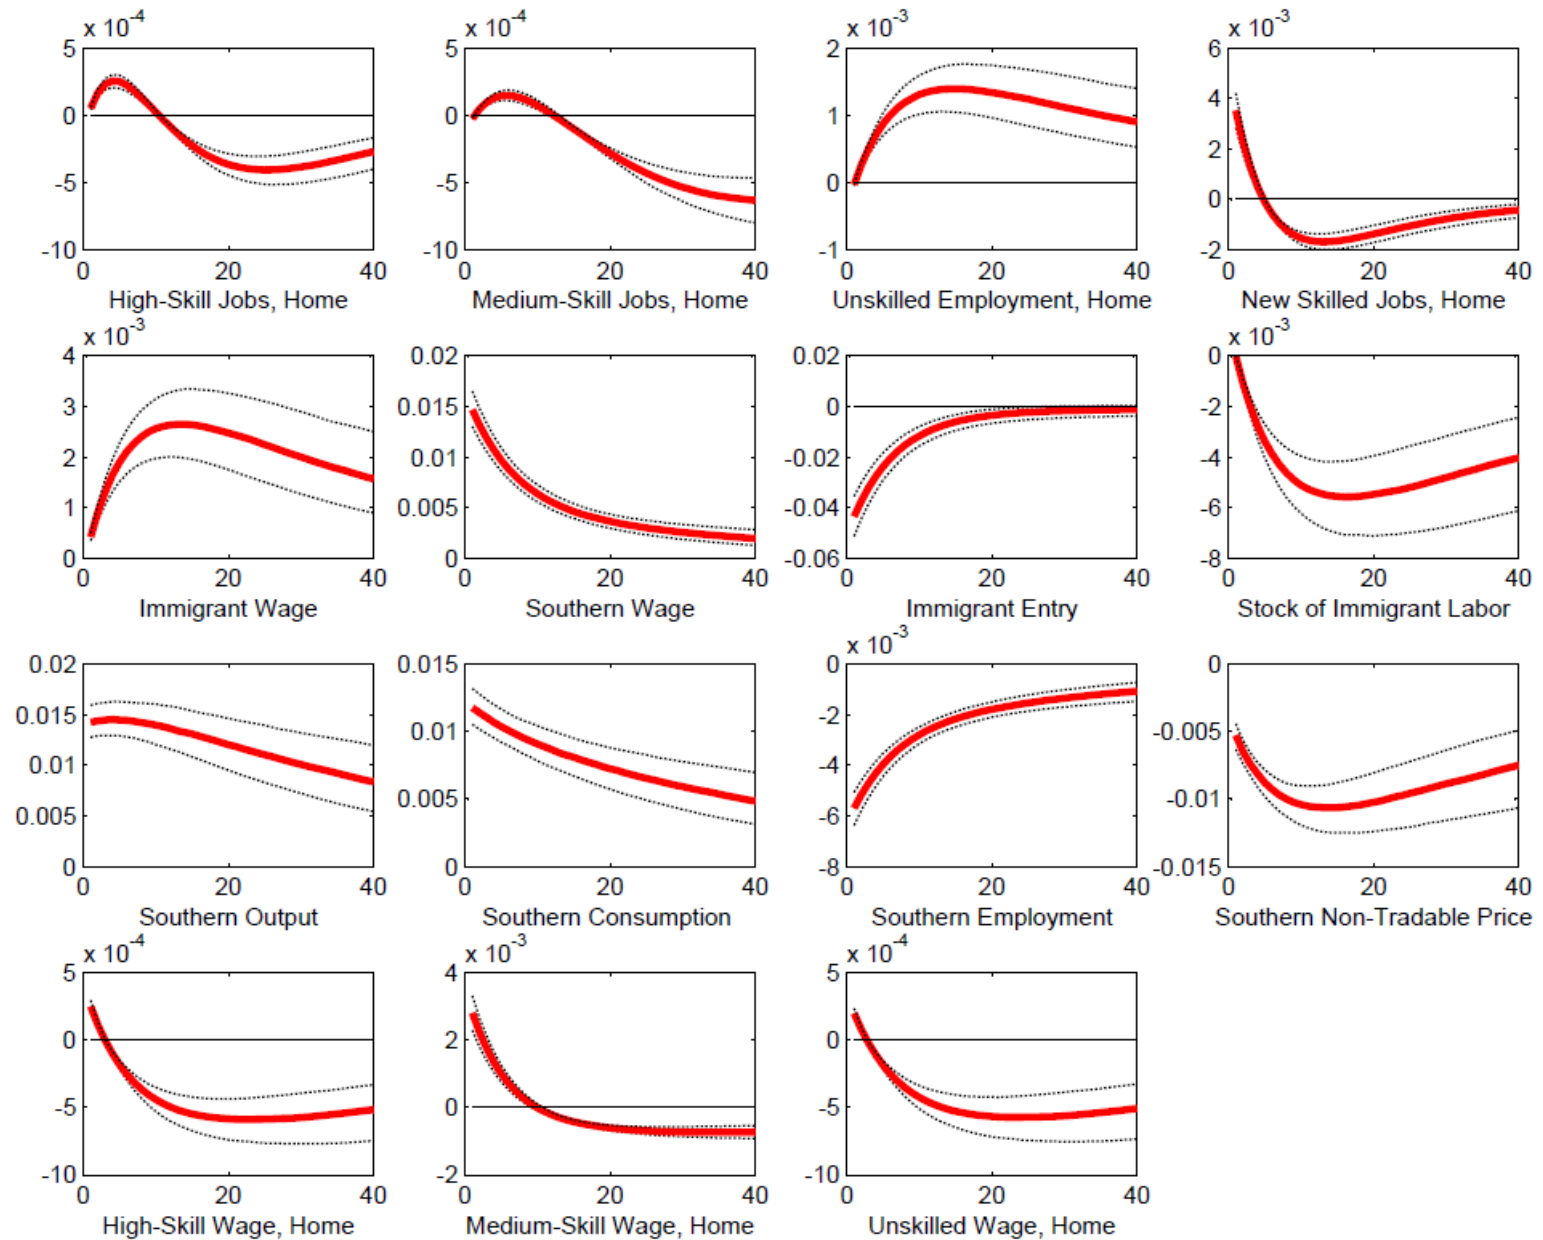 x 10^-4
5
0
-5
-10
0 20 40
High-Skill Jobs, Home
x 10^-4
5
0
-5
-10
0 20 40
Medium-Skill Jobs, Home
x 10^-3
2
1
0
-1
0 20 40
Unskilled Employment, Home
x 10^-3
6
4
2
0
-2
0 20 40
New Skilled Jobs, Home
x 10^-3
4
3
2
1
0
0 20 40
Immigrant Wage
0.02
0.015
0.01
0.005
0
0 20 40
Southern Wage
0.02
0
-0.02
-0.04
-0.06
0 20 40
Immigrant Entry
x 10^-3
0
-2
-4
-6
-8
0 20 40
Stock of Immigrant Labor
0.02
0.015
0.01
0.005
0
0 20 40
Southern Output
0.015
0.01
0.005
0
0 20 40
Southern Consumption
x 10^-3
0
-2
-4
-6
-8
0 20 40
Southern Employment
0
-0.005
-0.01
-0.015
0 20 40
Southern Non-Tradable Price
x 10^-4
5
0
-5
-10
0 20 40
High-Skill Wage, Home
x 10^-3
4
2
0
-2
0 20 40
Medium-Skill Wage, Home
x 10^-4
5
0
-5
-10
0 20 40
Unskilled Wage, Home